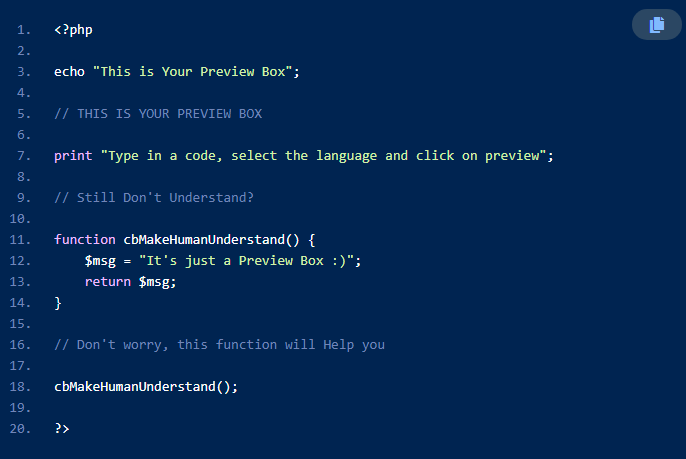 1. <?php
2.
3. echo "This is Your Preview Box";
4.
5. // THIS IS YOUR PREVIEW BOX
6.
7. print "Type in a code, select the language and click on preview";
8.
9. // Still Don't Understand?
10.
11. function cbMakeHumanUnderstand() {
12.     $msg = "It's just a Preview Box :)";
13.     return $msg;
14. }
15.
16. // Don't worry, this function will Help you
17.
18. cbMakeHumanUnderstand();
19.
20. ?>